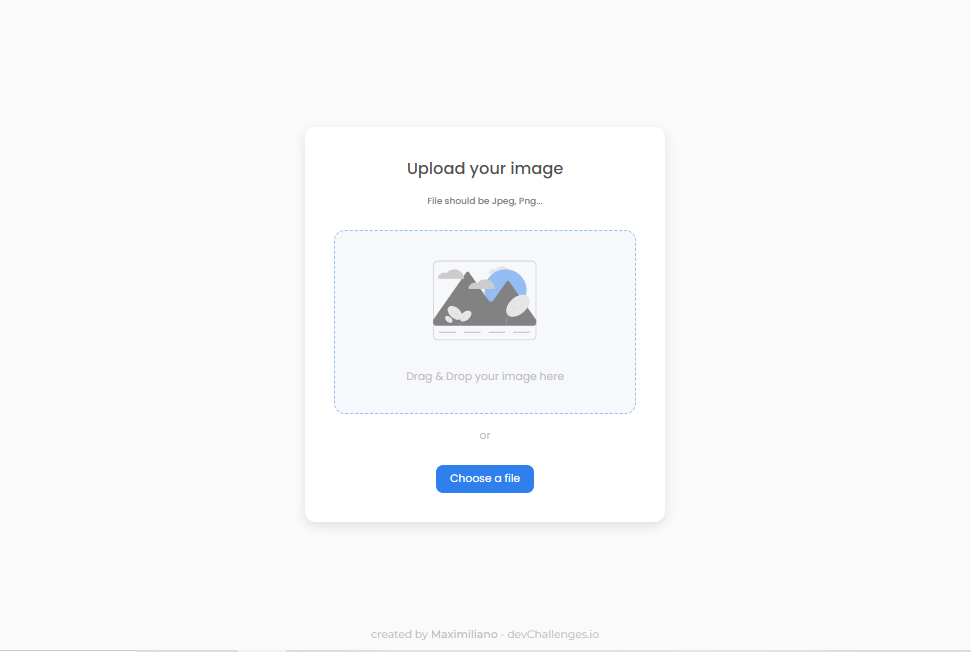 Upload your image
File should be Jpeg, Png...
Drag & Drop your image here
or
Choose a file
created by Maximiliano - devChallenges.io